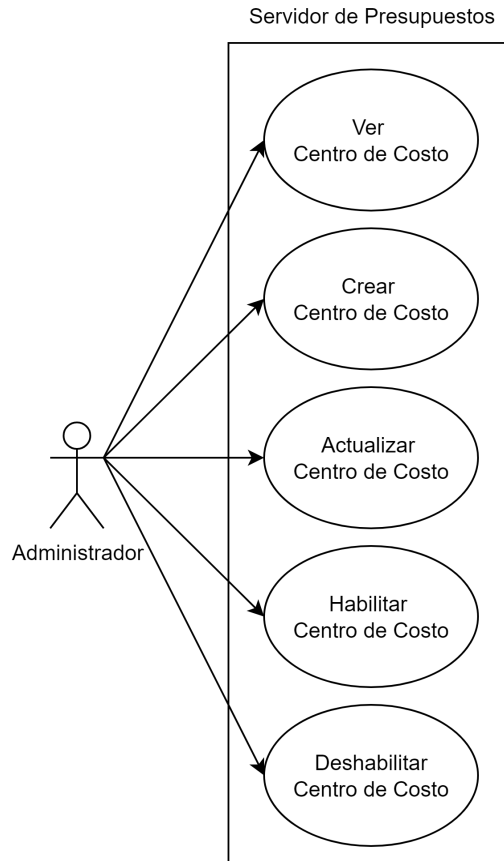 Servidor de Presupuestos
Ver
Centro de Costo
Crear
Centro de Costo
Actualizar
Centro de Costo
Habilitar
Centro de Costo
Deshabilitar
Centro de Costo
Administrador